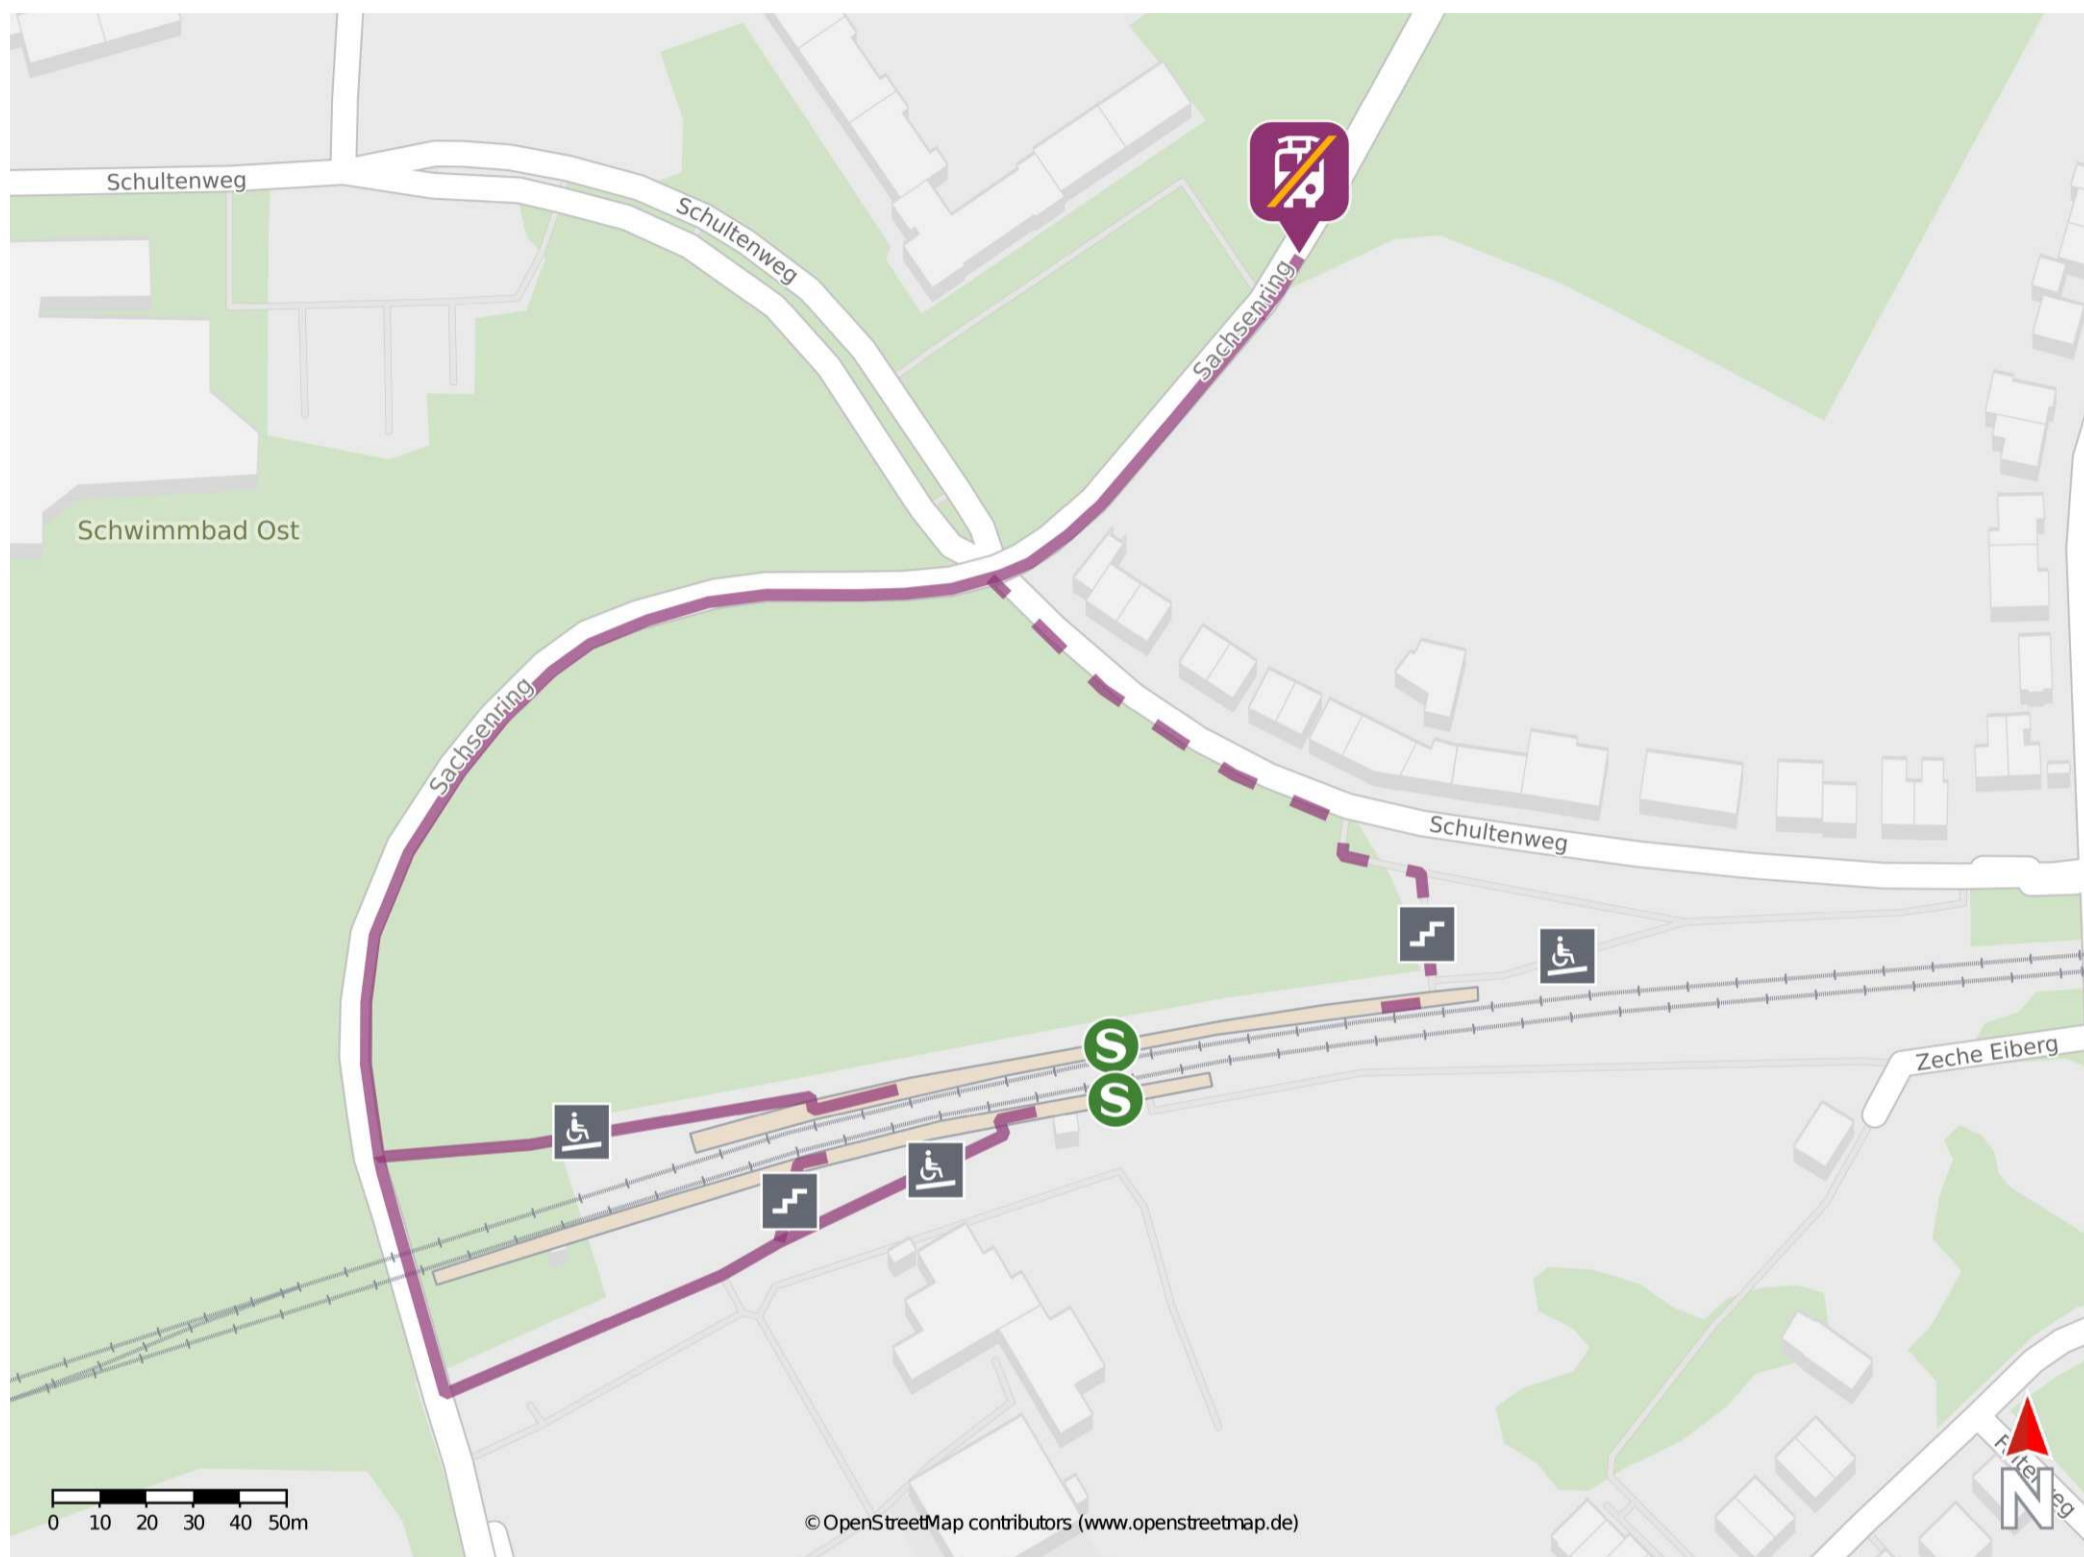 Schultenweg
Schultenweg
Sachsenring
Schwimmbad Ost
Sachsenring
Schultenweg
S
S
Zeche Eiberg
0 10 20 30 40 50m
© OpenStreetMap contributors (www.openstreetmap.de)
N